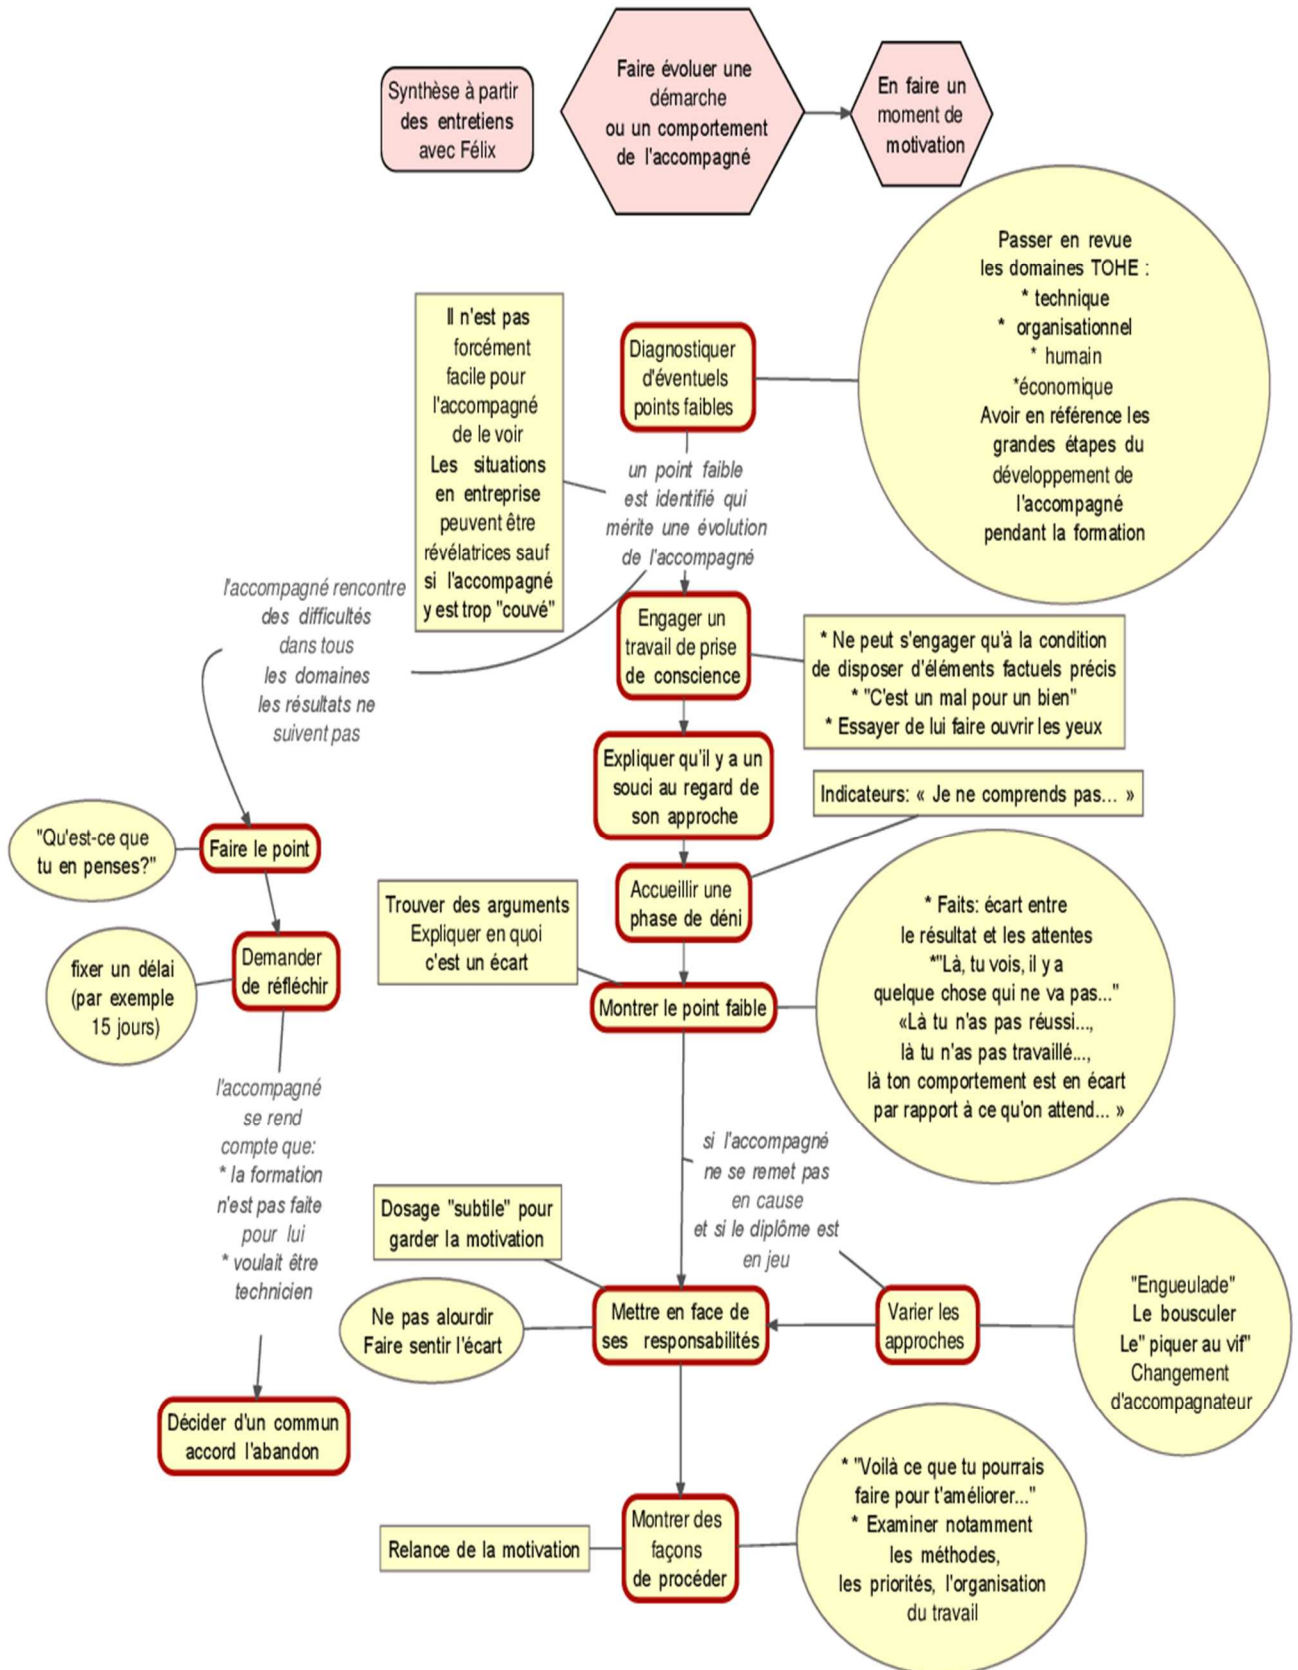 Synthèse à partir
des entretiens
avec Félix
Faire évoluer une
démarche
ou un comportement
de l'accompagné
En faire un
moment de
motivation
Passer en revue
les domaines TOHE :
* technique
* organisationnel
* humain
*économique
Avoir en référence les
grandes étapes du
développement de
l'accompagné
pendant la formation
Il n'est pas
forcément
facile pour
l'accompagné
de le voir
Les situations
en entreprise
peuvent être
révélatrices sauf
si l'accompagné
y est trop "couvé"
Diagnostiquer
d'éventuels
points faibles
un point faible
est identifié qui
mérite une évolution
de l'accompagné
l'accompagné rencontre
des difficultés
dans tous
les domaines
les résultats ne
suivent pas
Engager un
travail de prise
de conscience
* Ne peut s'engager qu'à la condition
de disposer d'éléments factuels précis
* "C'est un mal pour un bien"
* Essayer de lui faire ouvrir les yeux
Expliquer qu'il y a un
souci au regard de
son approche
Indicateurs: « Je ne comprends pas... »
"Qu'est-ce que
tu en penses?"
Faire le point
Accueillir une
phase de déni
Trouver des arguments
Expliquer en quoi
c'est un écart
* Faits: écart entre
le résultat et les attentes
*"Là, tu vois, il y a
quelque chose qui ne va pas..."
«Là tu n'as pas réussi...,
là tu n'as pas travaillé...,
là ton comportement est en écart
par rapport à ce qu'on attend... »
fixer un délai
(par exemple
15 jours)
Demander
de réfléchir
Montrer le point faible
l'accompagné
se rend
compte que:
* la formation
n'est pas faite
pour lui
* voulait être
technicien
si l'accompagné
ne se remet pas
en cause
et si le diplôme est
en jeu
Dosage "subtile" pour
garder la motivation
Ne pas alourdir
Faire sentir l'écart
Mettre en face de
ses responsabilités
Varier les
approches
"Engueulade"
Le bousculer
Le" piquer au vif"
Changement
d'accompagnateur
Décider d'un commun
accord l'abandon
* "Voilà ce que tu pourrais
faire pour t'améliorer..."
* Examiner notamment
les méthodes,
les priorités, l'organisation
du travail
Relance de la motivation
Montrer des
façons
de procéder